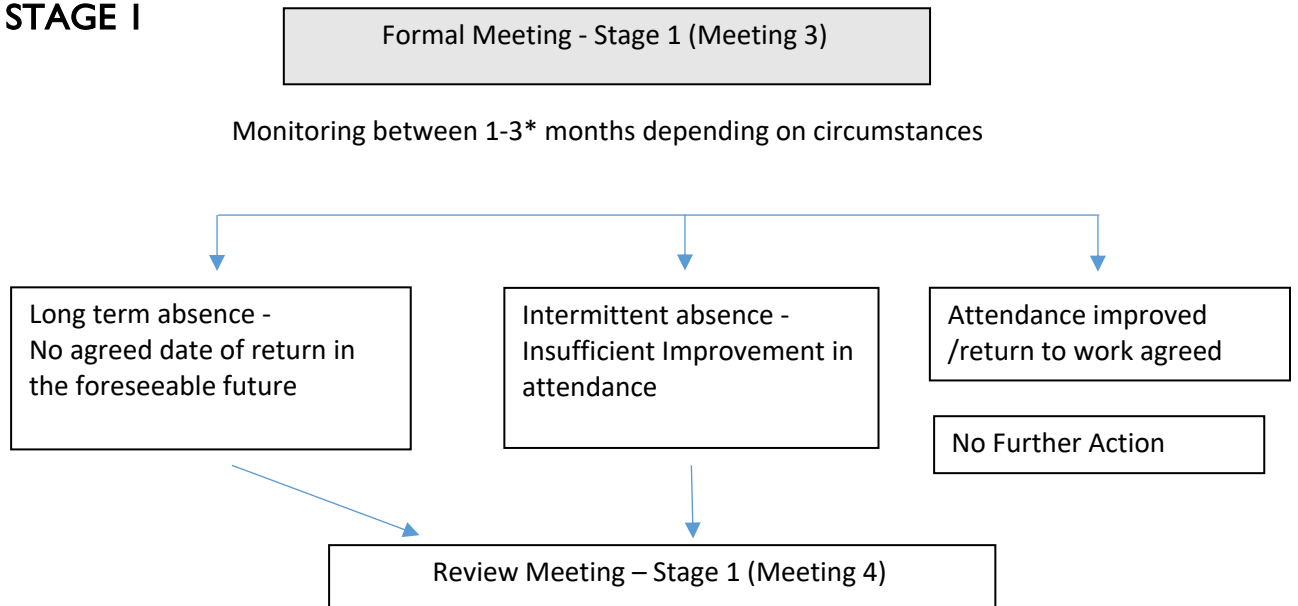 STAGE 1
Formal Meeting - Stage 1 (Meeting 3)
Monitoring between 1-3* months depending on circumstances
Long term absence -
No agreed date of return in
the foreseeable future
Intermittent absence -
Insufficient Improvement in
attendance
Attendance improved
/return to work agreed
No Further Action
Review Meeting – Stage 1 (Meeting 4)